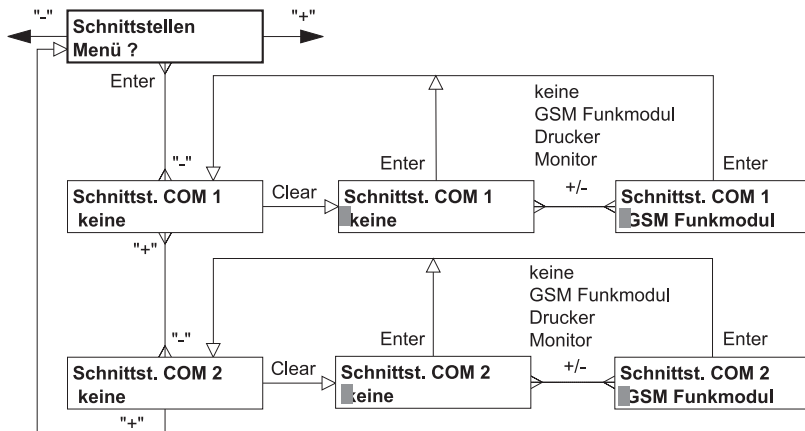 "-"
Schnittstellen
Menü ?
"+"
Enter
keine
GSM Funkmodul
Drucker
Monitor
"-"
Enter
Enter
Schnittst. COM 1
keine
Clear
Schnittst. COM 1
keine
+/-
Schnittst. COM 1
GSM Funkmodul
"+"
keine
GSM Funkmodul
Drucker
Monitor
"-"
Enter
Enter
Schnittst. COM 2
keine
Clear
Schnittst. COM 2
keine
+/-
Schnittst. COM 2
GSM Funkmodul
"+"